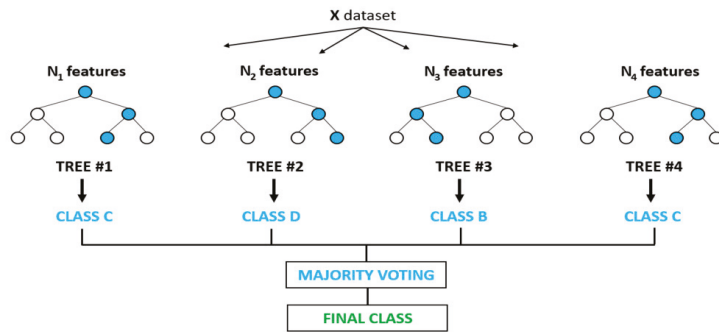 X dataset
N₁ features
N₂ features
N₃ features
N₄ features
TREE #1
TREE #2
TREE #3
TREE #4
CLASS C
CLASS D
CLASS B
CLASS C
MAJORITY VOTING
FINAL CLASS